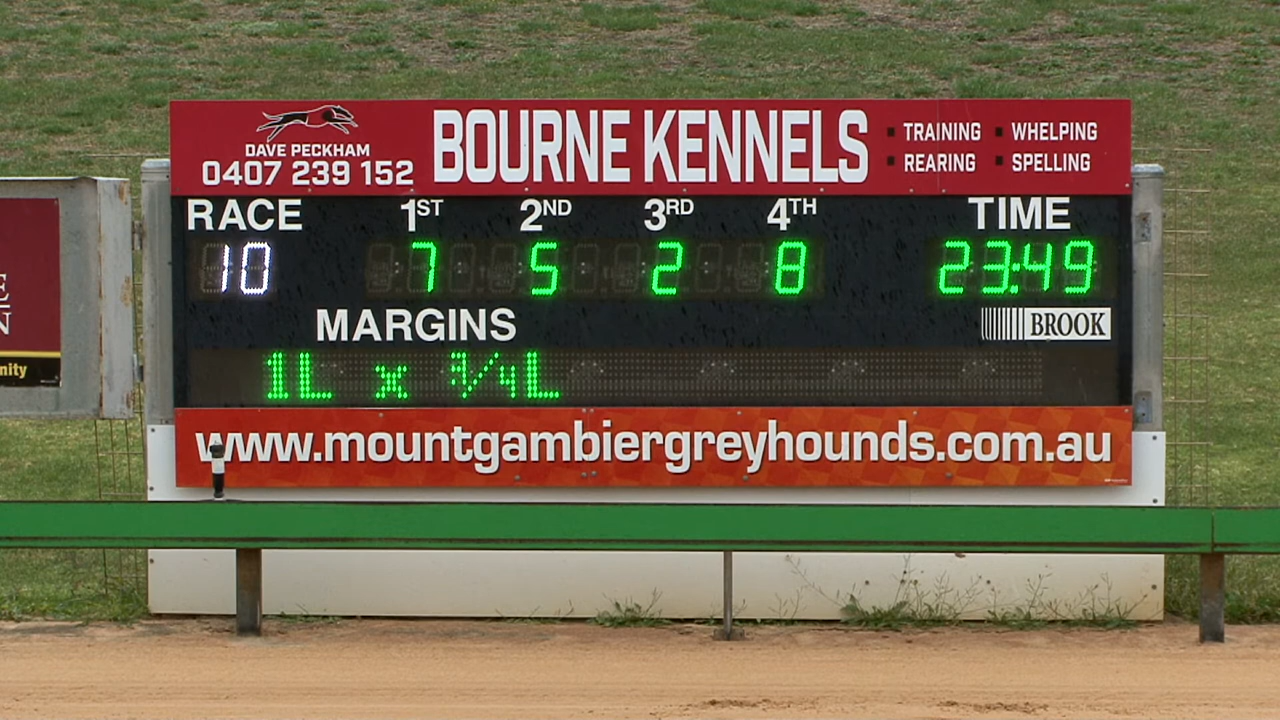 DAVE PECKHAM
0407 239 152
BOURNE KENNELS
TRAINING WHELPING
REARING SPELLING
RACE 1ST 2ND 3RD 4TH TIME
10 7 5 2 8 23:49
MARGINS
BROOK
1L x ¾L
www.mountgambiergreyhounds.com.au
E
N
nity